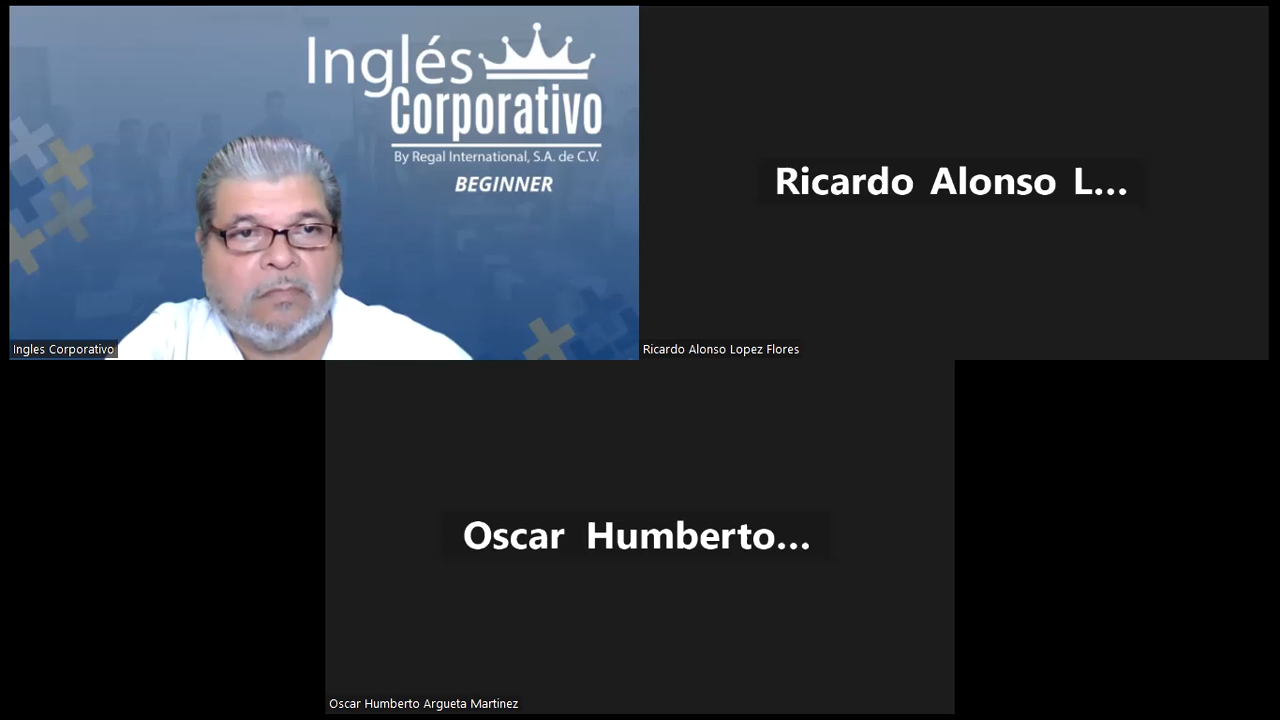 Inglés
Corporativo
By Regal International, S.A. de C.V.
BEGINNER
Ingles Corporativo
Ricardo Alonso L...
Ricardo Alonso Lopez Flores
Oscar Humberto...
Oscar Humberto Argueta Martinez